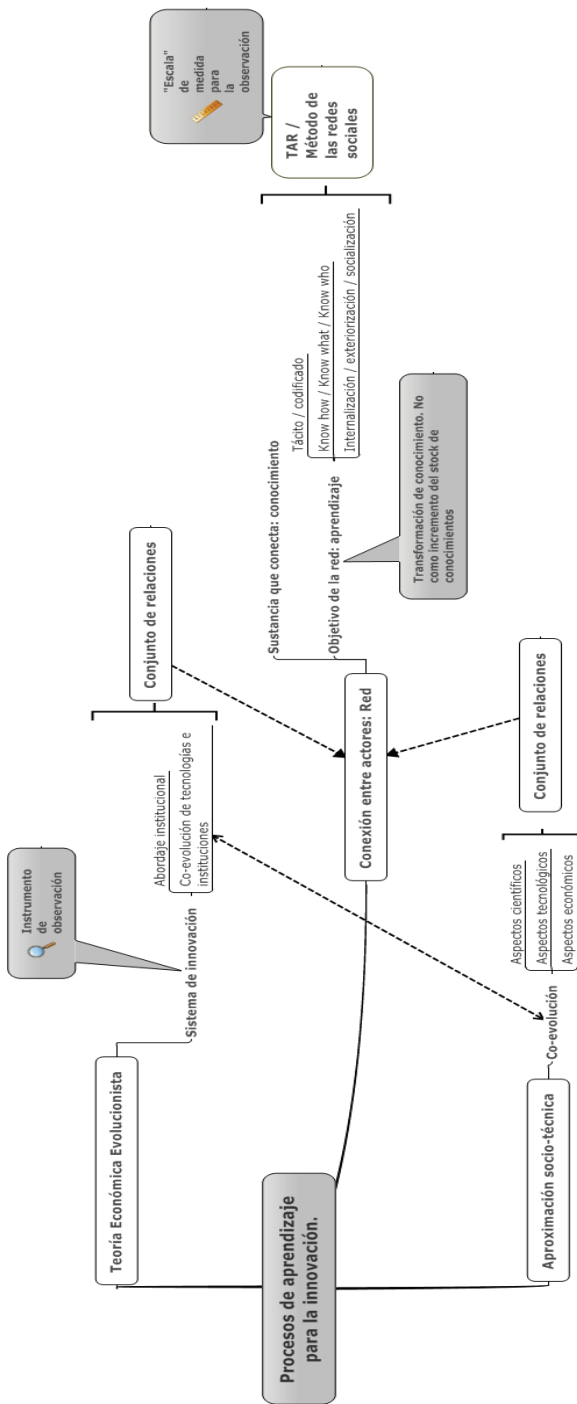 Procesos de aprendizaje
para la innovación.
Teoría Económica Evolucionista
Sistema de innovación
Instrumento
de
observación
Abordaje institucional
Co-evolución de tecnologías e
instituciones
Conjunto de relaciones
Conexión entre actores: Red
Sustancia que conecta: conocimiento
Objetivo de la red: aprendizaje
Transformación de conocimiento. No
como incremento del stock de
conocimientos
Tácito / codificado
Know how / Know what / Know who
Internalización / exteriorización / socialización
TAR /
Método de
las redes
sociales
"Escala"
de
medida
para
la
observación
Aproximación socio-técnica
Co-evolución
Aspectos científicos
Aspectos tecnológicos
Aspectos económicos
Conjunto de relaciones